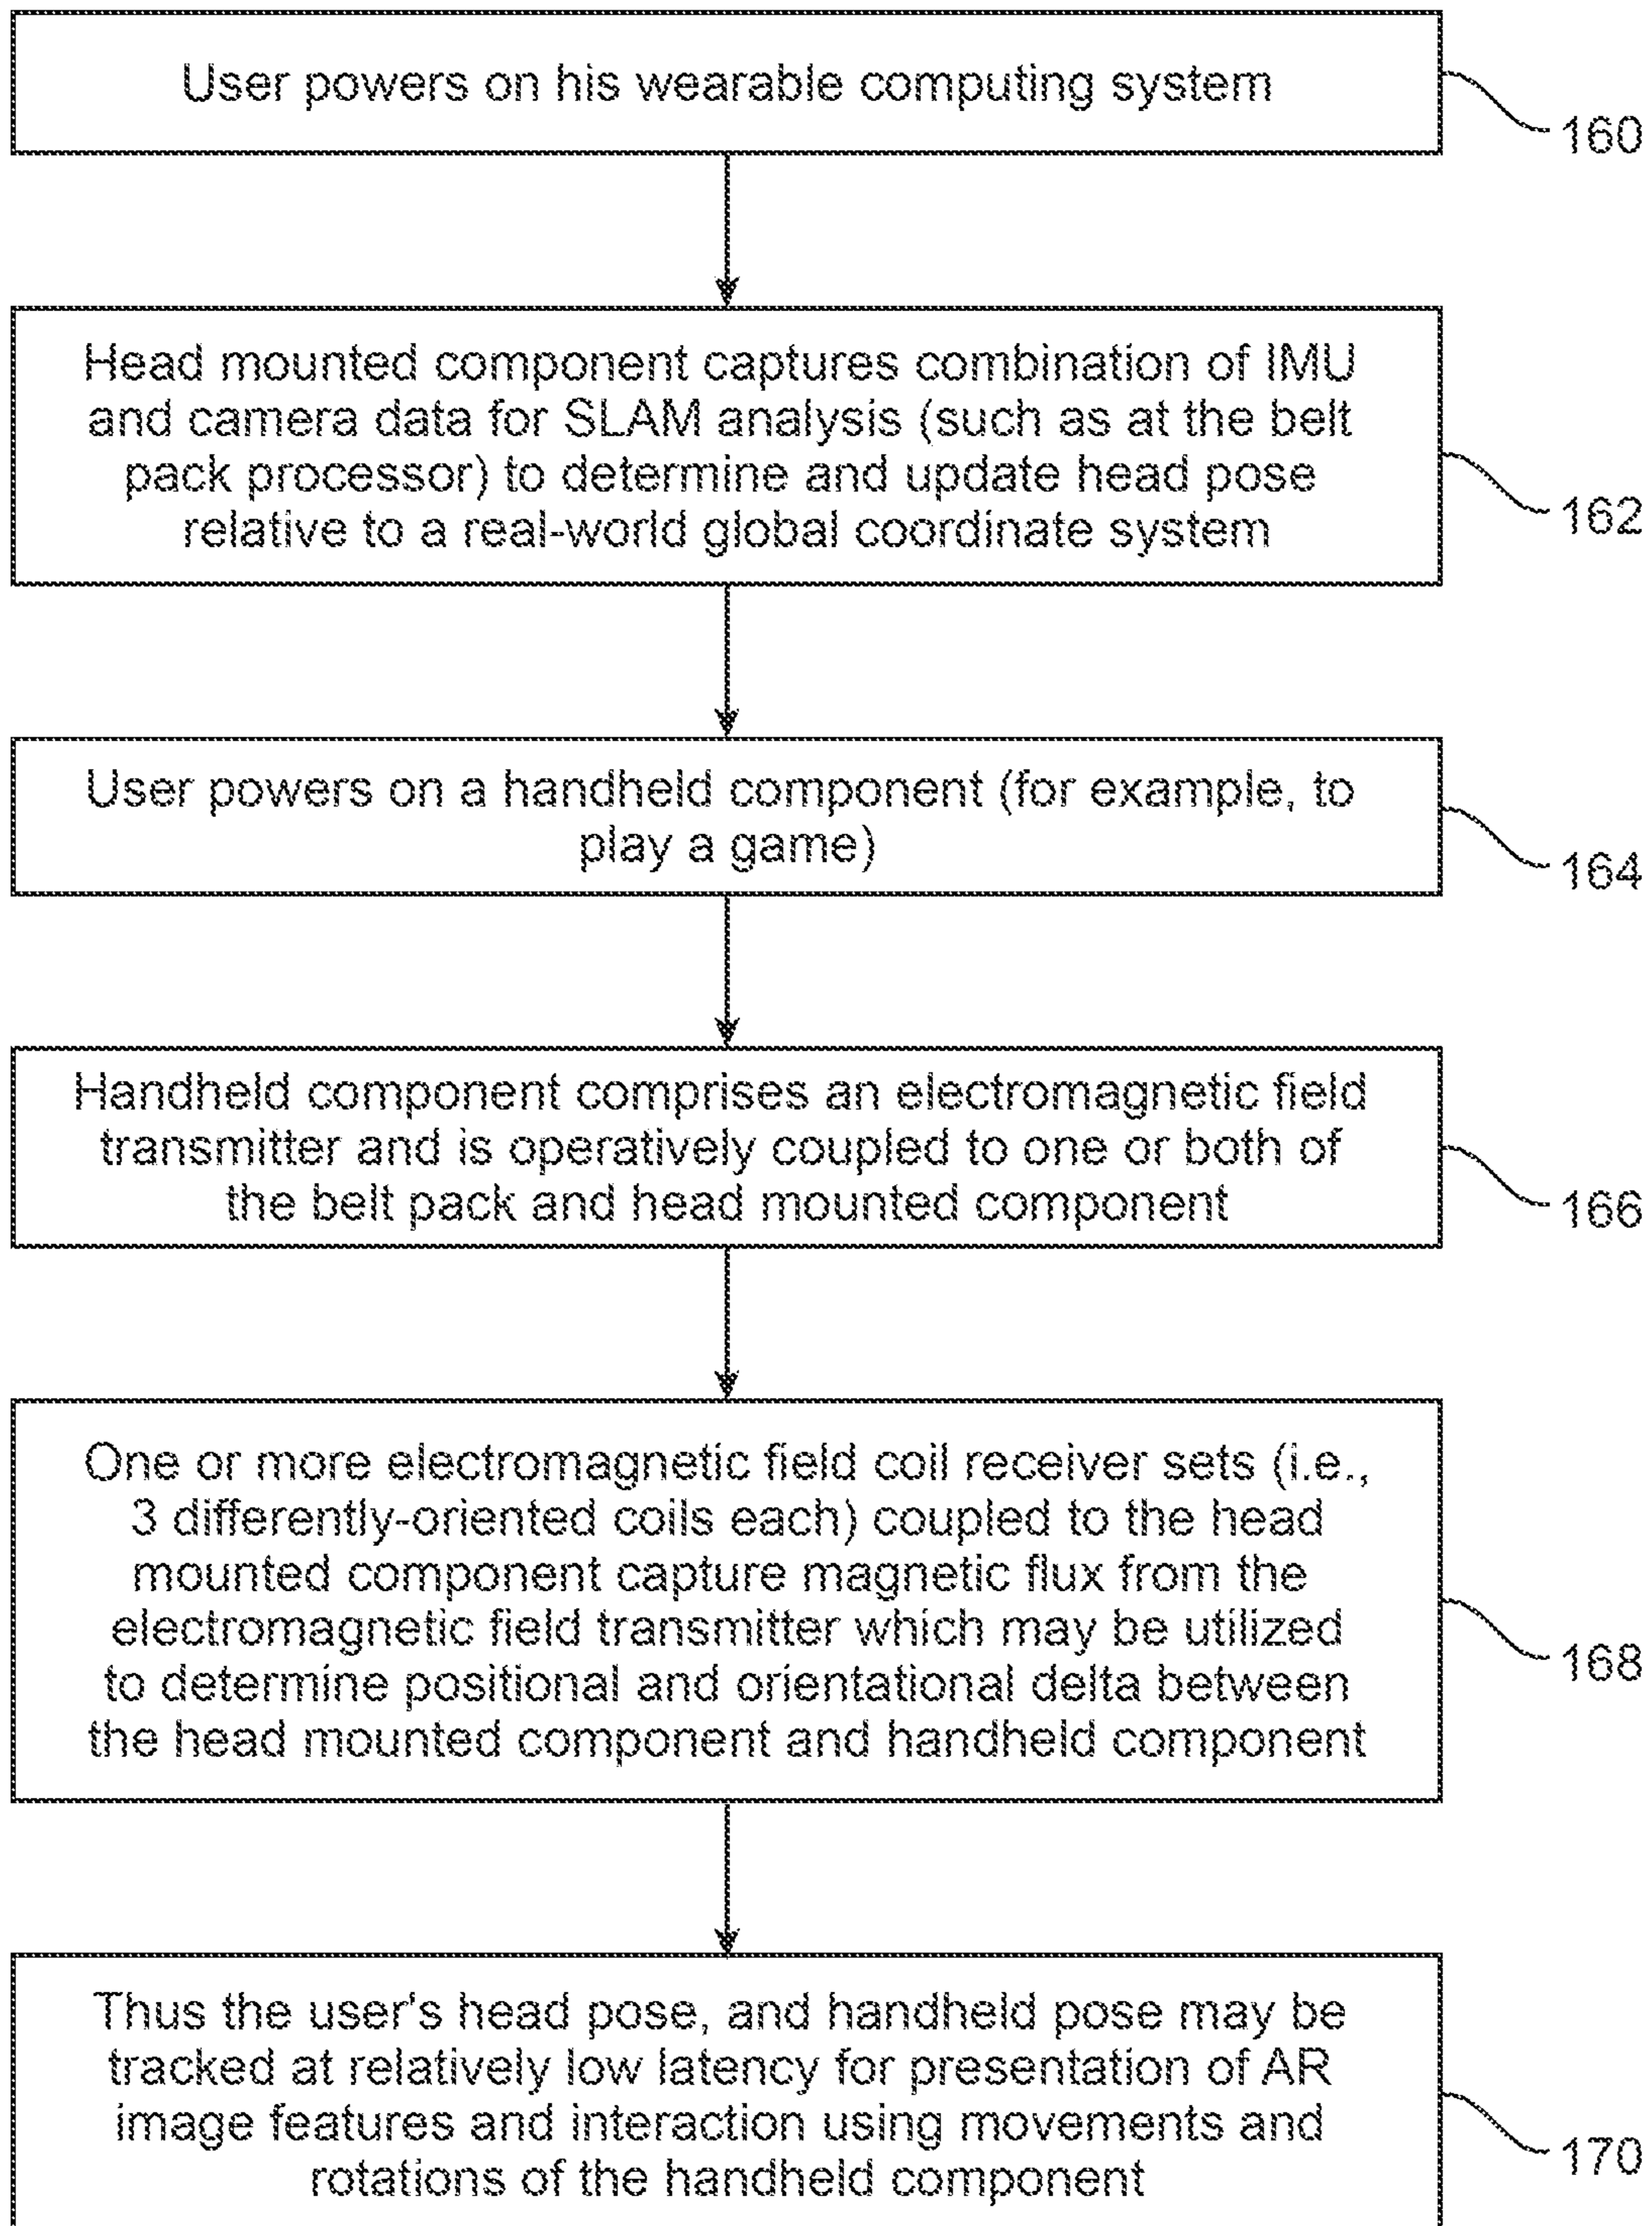 User powers on his wearable computing system
160
Head mounted component captures combination of IMU
and camera data for SLAM analysis (such as at the belt
pack processor) to determine and update head pose
relative to a real-world global coordinate system
162
User powers on a handheld component (for example, to
play a game)
164
Handheld component comprises an electromagnetic field
transmitter and is operatively coupled to one or both of
the belt pack and head mounted component
166
One or more electromagnetic field coil receiver sets (i.e.,
3 differently-oriented coils each) coupled to the head
mounted component capture magnetic flux from the
electromagnetic field transmitter which may be utilized
to determine positional and orientational delta between
the head mounted component and handheld component
168
Thus the user's head pose, and handheld pose may be
tracked at relatively low latency for presentation of AR
image features and interaction using movements and
rotations of the handheld component
170